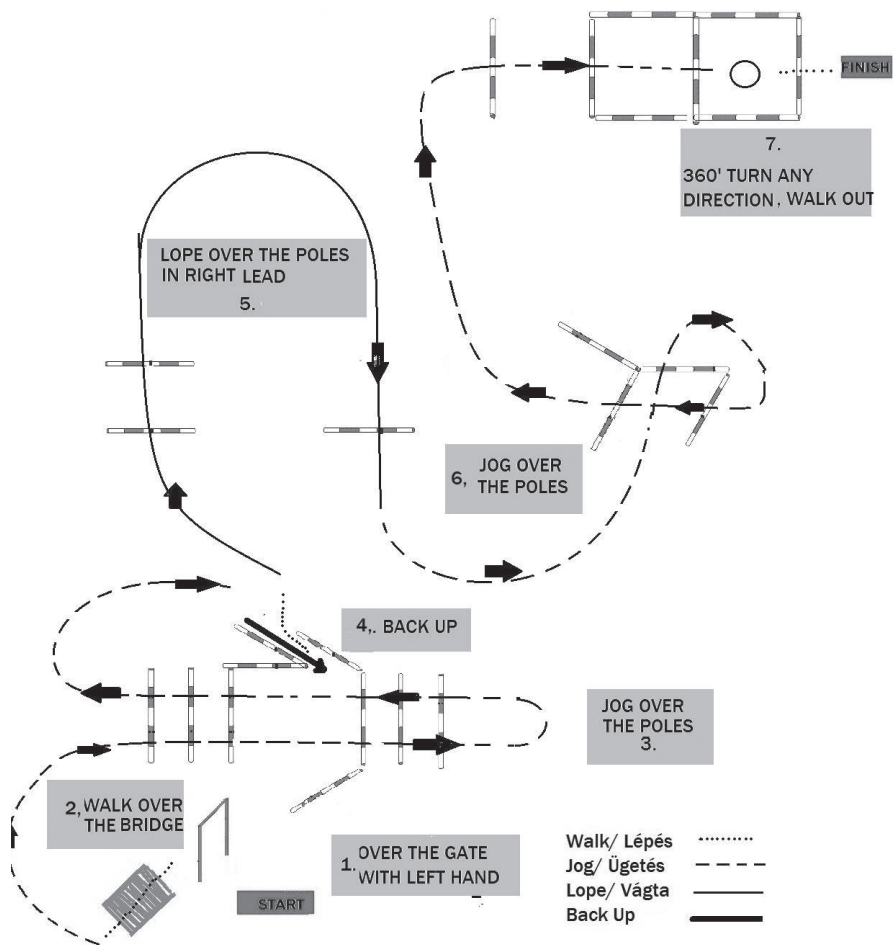 FINISH
7.
360' TURN ANY
DIRECTION, WALK OUT
LOPE OVER THE POLES
IN RIGHT LEAD
5.
6, JOG OVER
THE POLES
4,. BACK UP
JOG OVER
THE POLES
3.
2, WALK OVER
THE BRIDGE
1. OVER THE GATE
WITH LEFT HAND
START
Walk/ Lépés
Jog/ Ügetés
Lope/ Vágta
Back Up